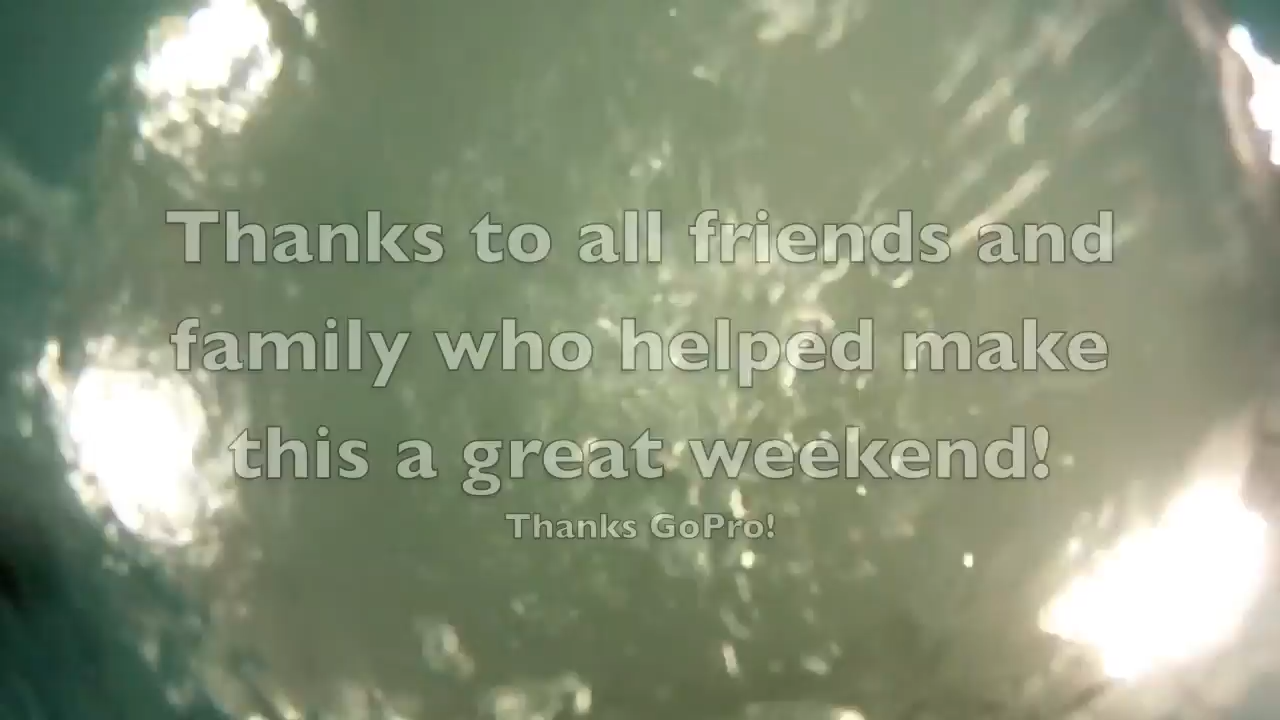 Thanks to all friends and
family who helped make
this a great weekend!
Thanks GoPro!